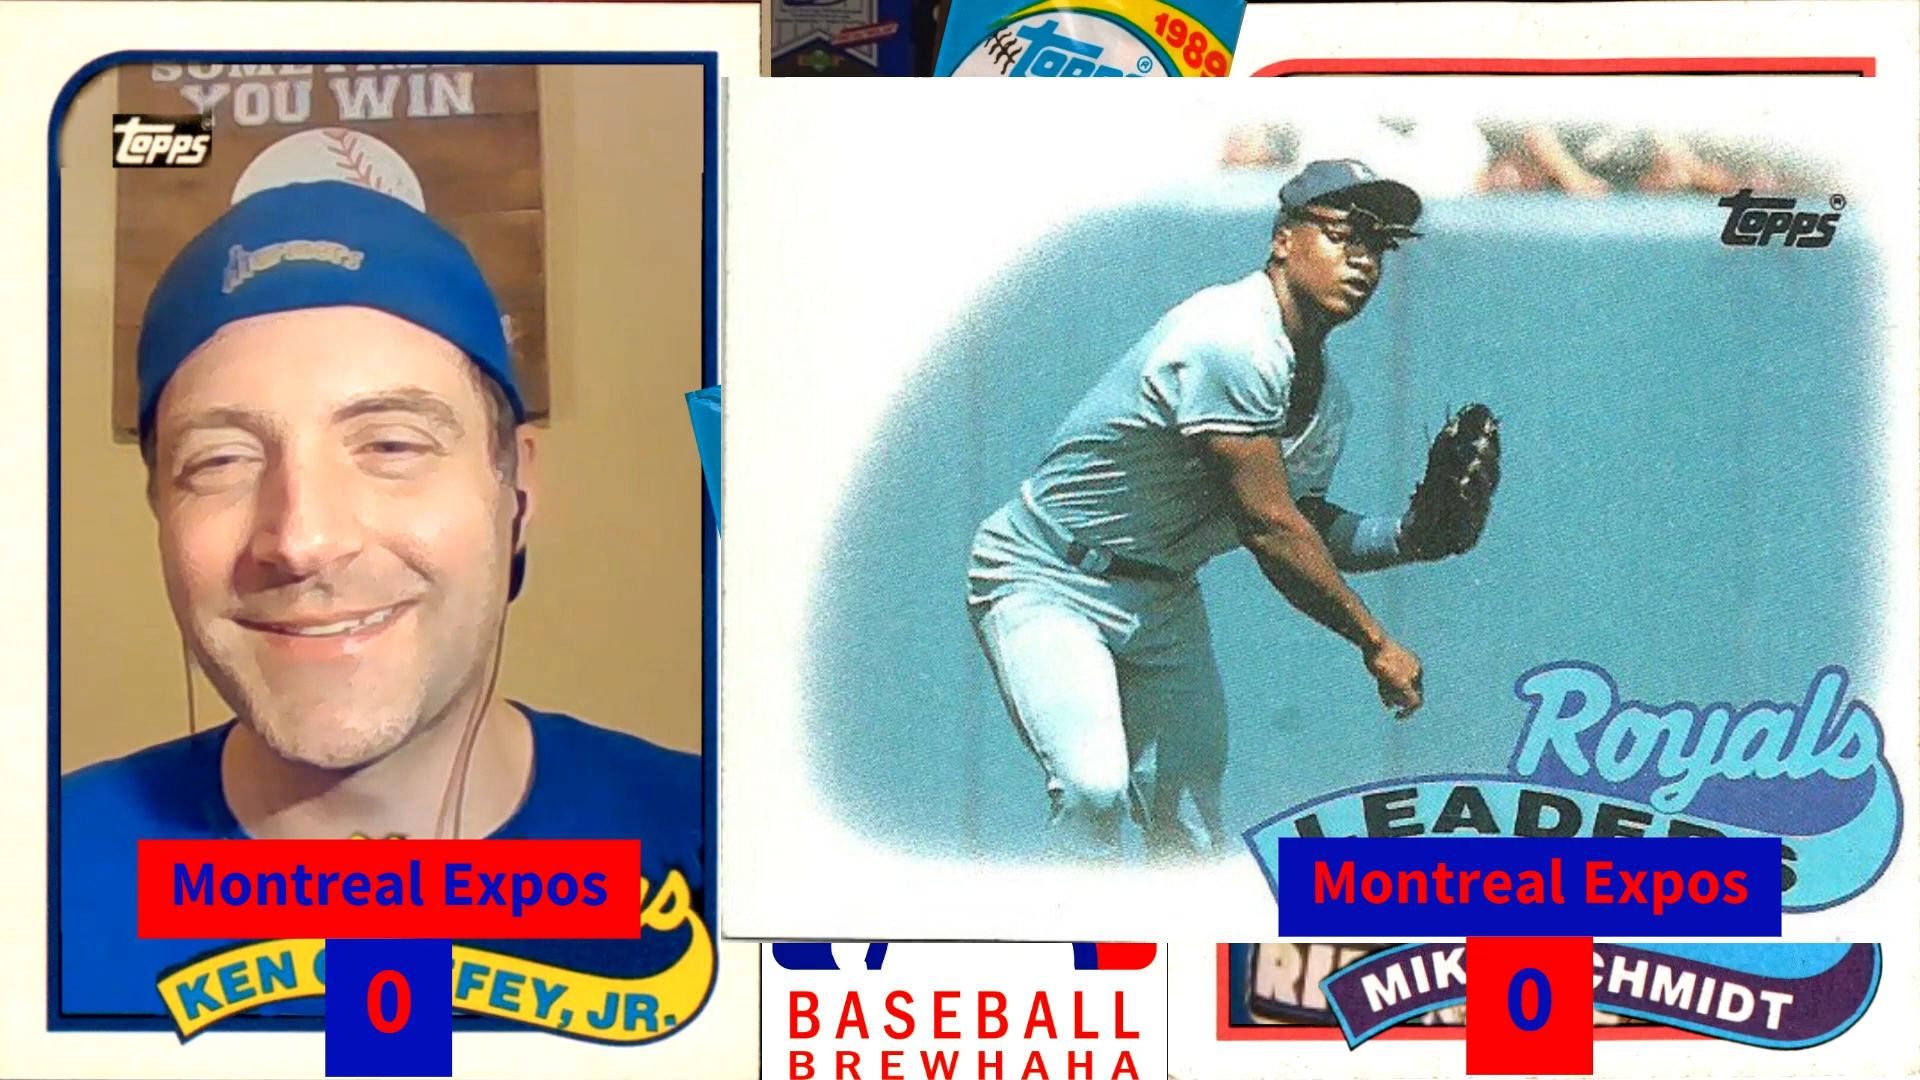 YOU WIN
topps
1989
topps
topps
Royals
LEADERS
Montreal Expos
0
KEN
FEY, JR.
Montreal Expos
0
MIK
CHMIDT
BASEBALL
BREWHAHA